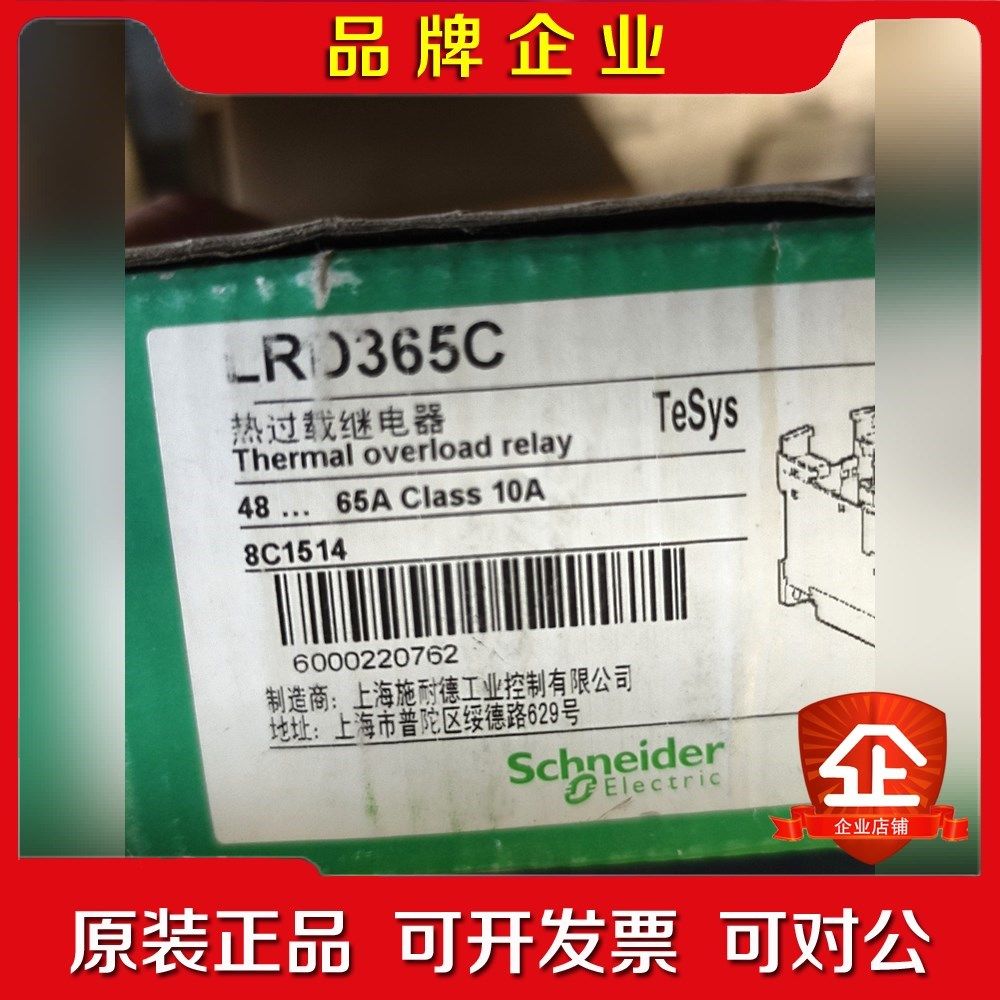 品牌企业
LRD365C
热过载继电器
Thermal overload relay
TeSys
48 ... 65A Class 10A
8C1514
6000220762
制造商: 上海施耐德工业控制有限公司
地址: 上海市普陀区绥德路629号
Schneider
Electric
企
企业店铺
原装正品 可开发票 可对公